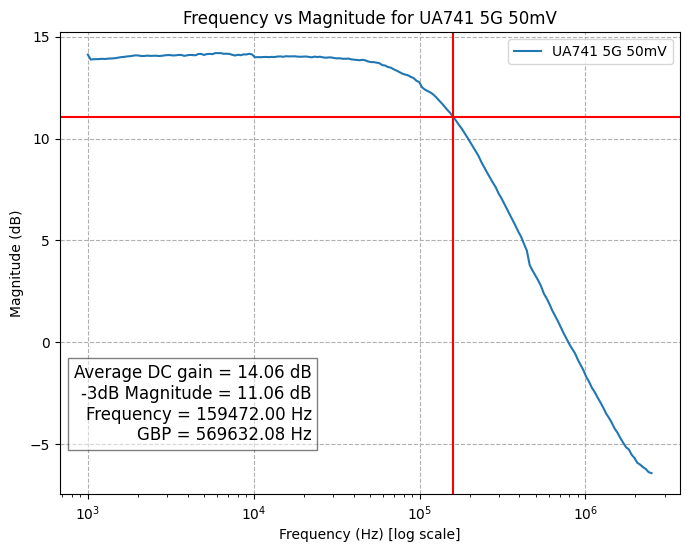 Frequency vs Magnitude for UA741 5G 50mV
UA741 5G 50mV
15
10
5
0
−5
Magnitude (dB)
Average DC gain = 14.06 dB
-3dB Magnitude = 11.06 dB
Frequency = 159472.00 Hz
GBP = 569632.08 Hz
10³ 10⁴ 10⁵ 10⁶
Frequency (Hz) [log scale]